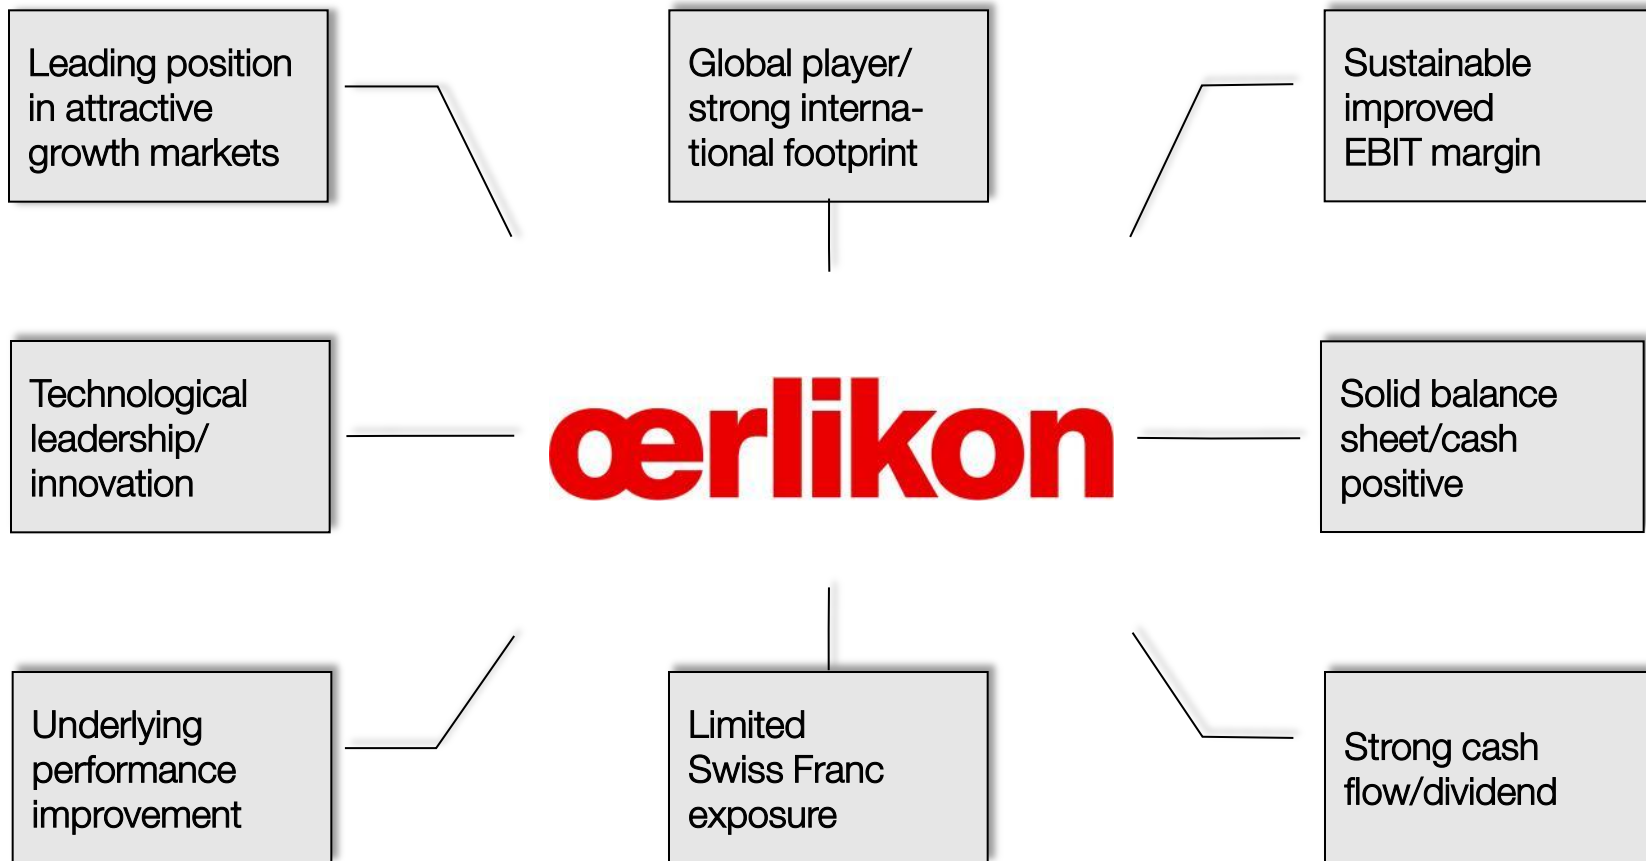 Leading position
in attractive
growth markets
Global player/
strong interna-
tional footprint
Sustainable
improved
EBIT margin
Technological
leadership/
innovation
œrlikon
Solid balance
sheet/cash
positive
Underlying
performance
improvement
Limited
Swiss Franc
exposure
Strong cash
flow/dividend